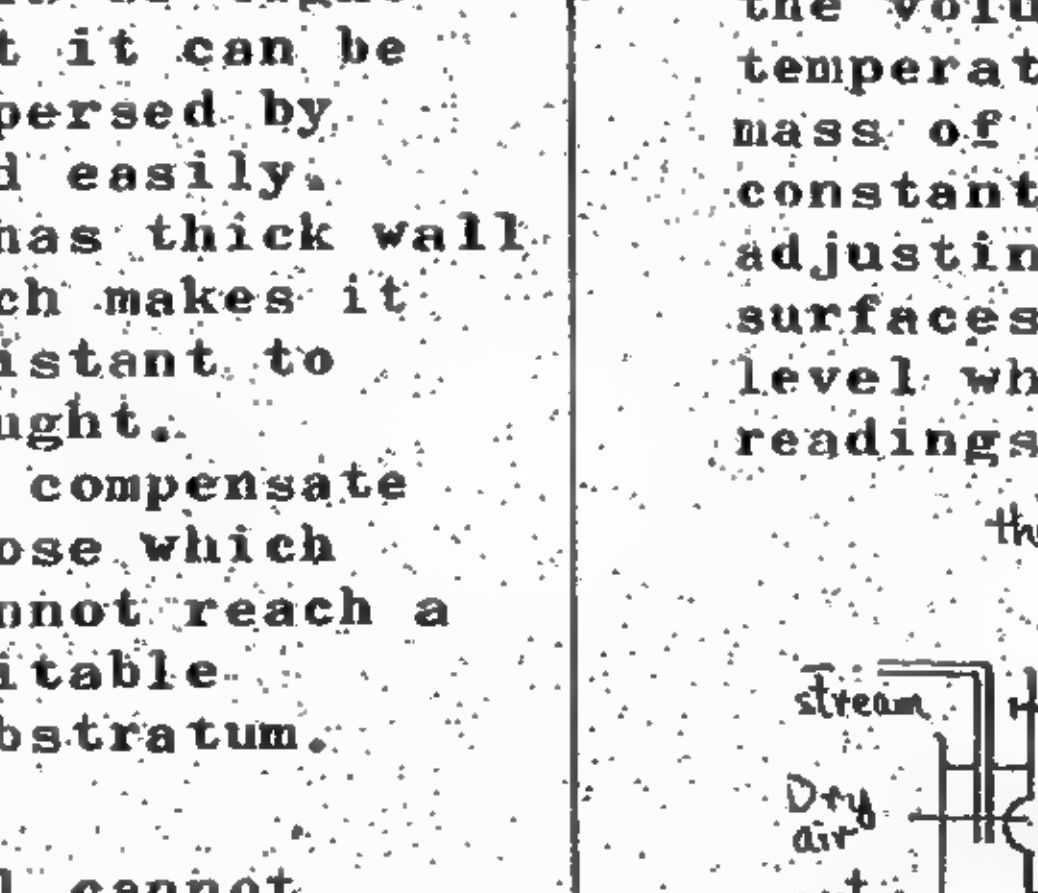 t it can be
persed by
d easily.
has thick wall
ch makes it
istant to
ught.
compensate
ose which
nnot reach a
itable
bstratum.
cannot
the volu
temperat
mass of
constant
adjustin
surfaces
level wh
readings
th
stream
Dry
air